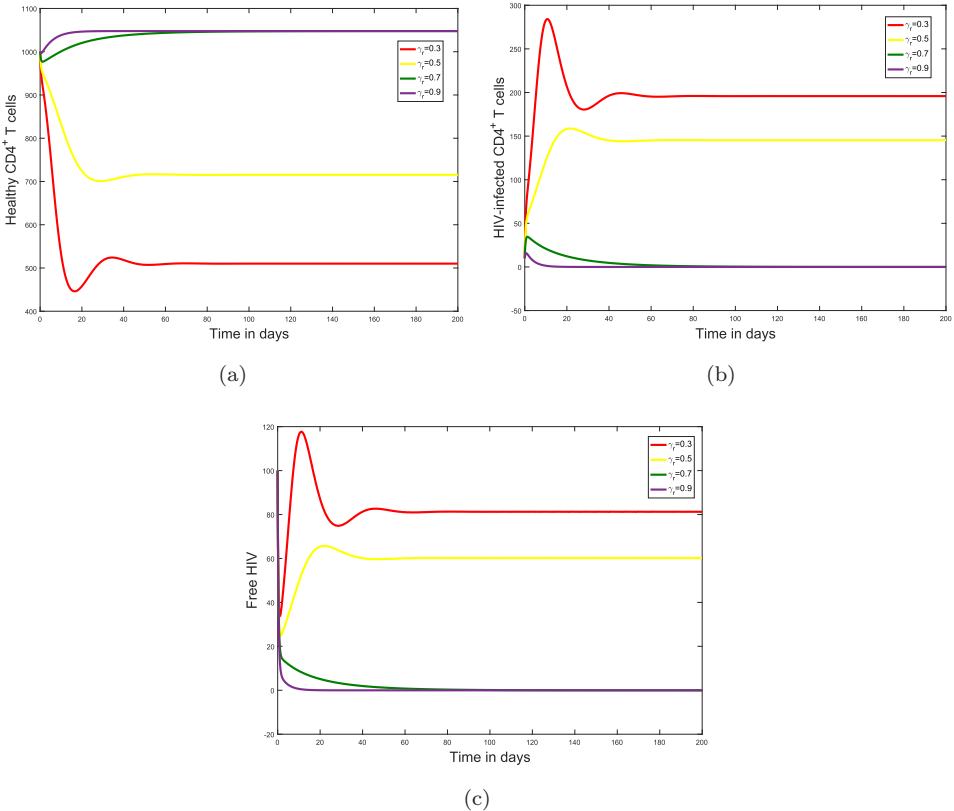 1100
1000
900
800
700
600
500
400
0 20 40 60 80 100 120 140 160 180 200
Healthy CD4⁺ T cells
Time in days
γᵣ=0.3
γᵣ=0.5
γᵣ=0.7
γᵣ=0.9
(a)
300
250
200
150
100
50
0
-50
0 20 40 60 80 100 120 140 160 180 200
HIV-infected CD4⁺ T cells
Time in days
γᵣ=0.3
γᵣ=0.5
γᵣ=0.7
γᵣ=0.9
(b)
120
100
80
60
40
20
0
-20
0 20 40 60 80 100 120 140 160 180 200
Free HIV
Time in days
γᵣ=0.3
γᵣ=0.5
γᵣ=0.7
γᵣ=0.9
(c)